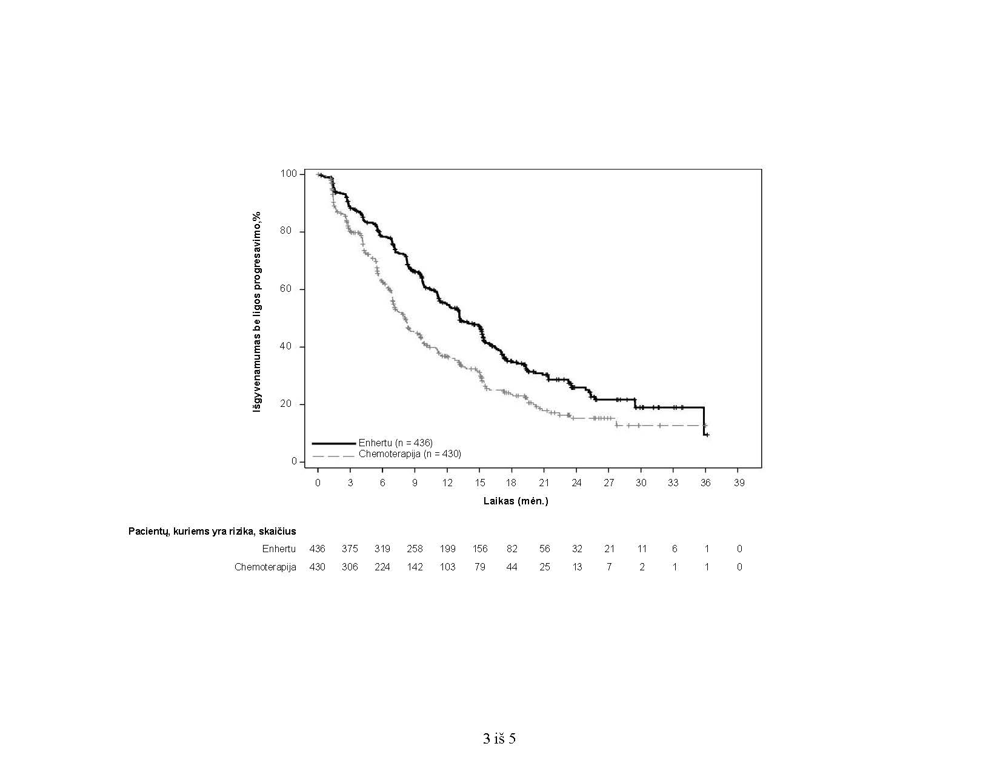 Išgyvenamumas be ligos progresavimo,%
100
80
60
40
20
0
Enhertu (n = 436)
Chemoterapija (n = 430)
0 3 6 9 12 15 18 21 24 27 30 33 36 39
Laikas (mėn.)
Pacientų, kuriems yra rizika, skaičius
Enhertu 436 375 319 258 199 156 82 56 32 21 11 6 1 0
Chemoterapija 430 306 224 142 103 79 44 25 13 7 2 1 1 0
3 iš 5